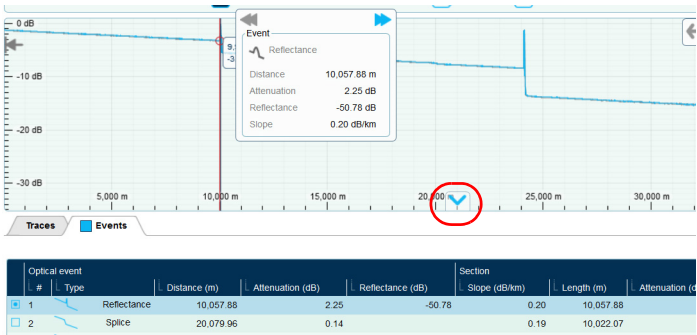 0 dB
Event
Reflectance
9,9
-3
Distance 10,057.88 m
-10 dB
Attenuation 2.25 dB
Reflectance -50.78 dB
Slope 0.20 dB/km
-20 dB
-30 dB
5,000 m 10,000 m 15,000 m 20,000 m 25,000 m 30,000 m
Traces Events
Optical event Section
# Type Distance (m) Attenuation (dB) Reflectance (dB) Slope (dB/km) Length (m) Attenuation (d
1 Reflectance 10,057.88 2.25 -50.78 0.20 10,057.88
2 Splice 20,079.96 0.14 0.19 10,022.07